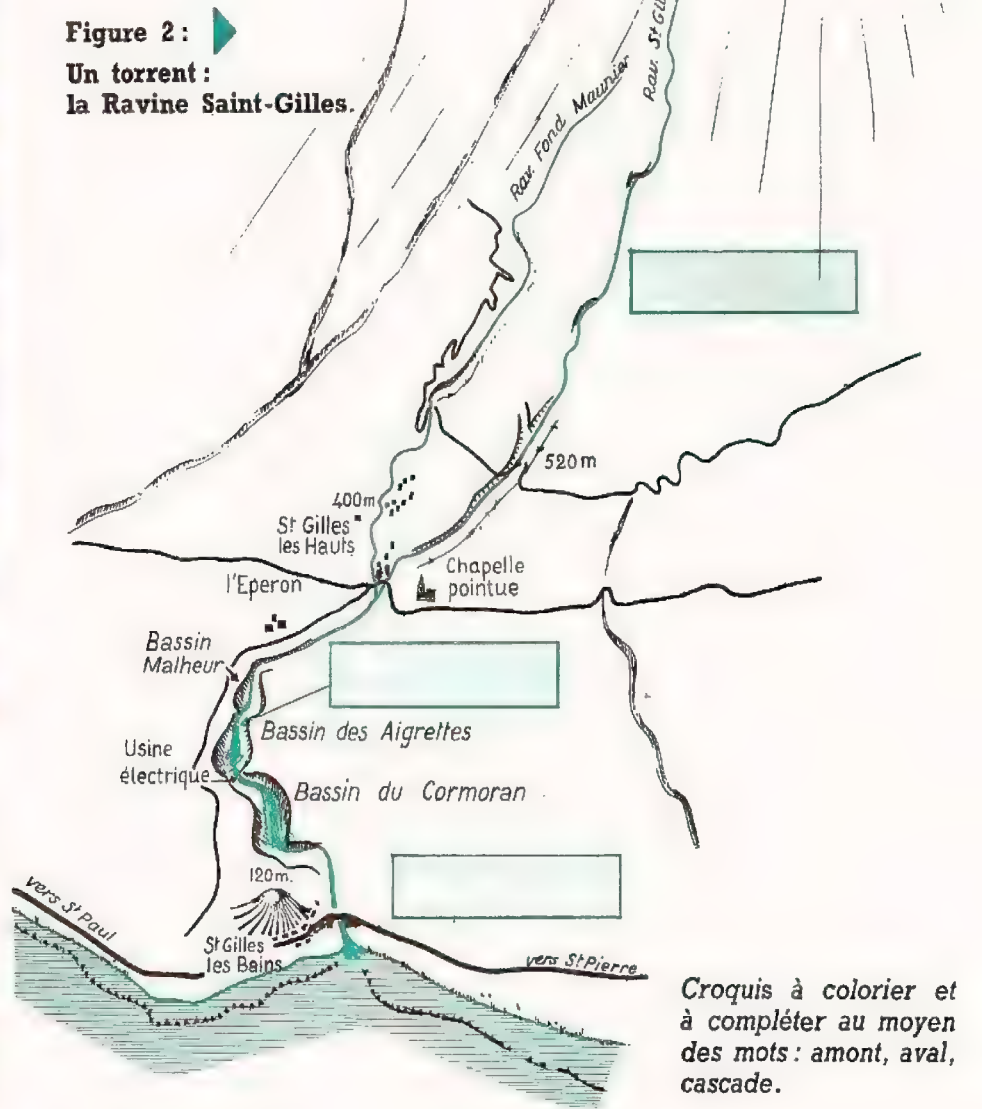 Figure 2 :
Un torrent :
la Ravine Saint-Gilles.
Rav. Fond Maunier
Rav. St Gil
520m
400m
St Gilles
les Hauts
l'Eperon
Chapelle
pointue
Bassin
Malheur
Bassin des Aigrettes
Usine
électrique
Bassin du Cormoran
120m.
vers St Paul
St Gilles
les Bains
vers St Pierre
Croquis à colorier et
à compléter au moyen
des mots : amont, aval,
cascade.